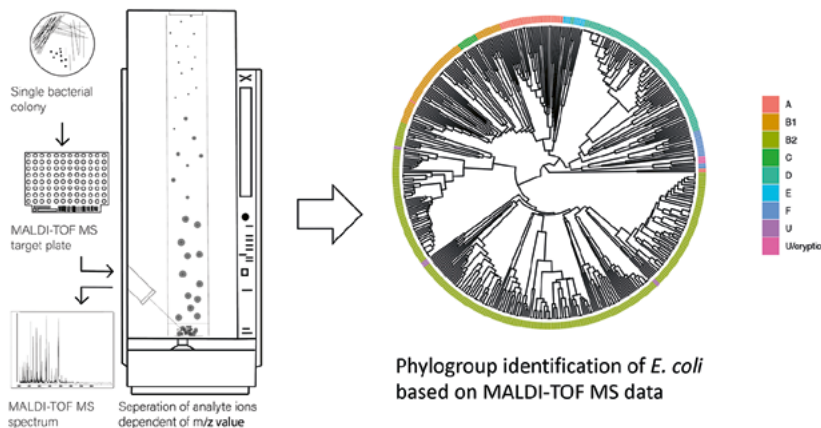 Single bacterial
colony
MALDI-TOF MS
target plate
MALDI-TOF MS
spectrum
Seperation of analyte ions
dependent of m/z value
A
B1
B2
C
D
E
F
U
U/cryptic
Phylogroup identification of E. coli
based on MALDI-TOF MS data